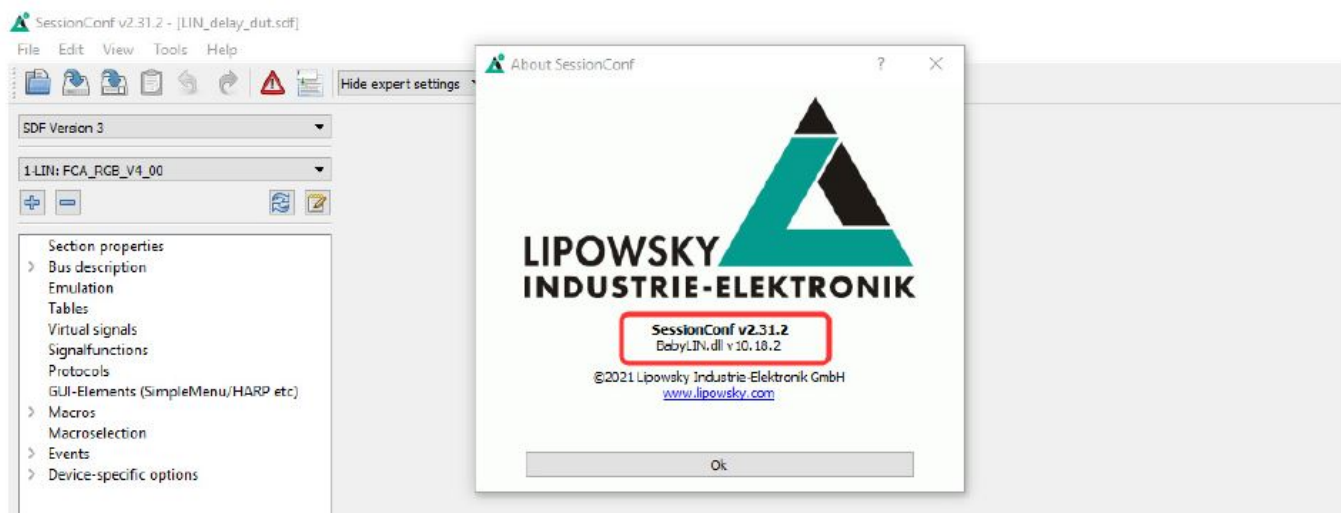 SessionConf v2.31.2 - [LIN_delay_dut.sdf]
File Edit View Tools Help
Hide expert settings
SDF Version 3
1-LIN: FCA_RGB_V4_00
Section properties
Bus description
Emulation
Tables
Virtual signals
Signalfunctions
Protocols
GUI-Elements (SimpleMenu/HARP etc)
Macros
Macroselection
Events
Device-specific options
About SessionConf
LIPOWSKY
INDUSTRIE-ELEKTRONIK
SessionConf v2.31.2
BabyLIN.dll v10.18.2
©2021 Lipowsky Industrie-Elektronik GmbH
www.lipowsky.com
Ok